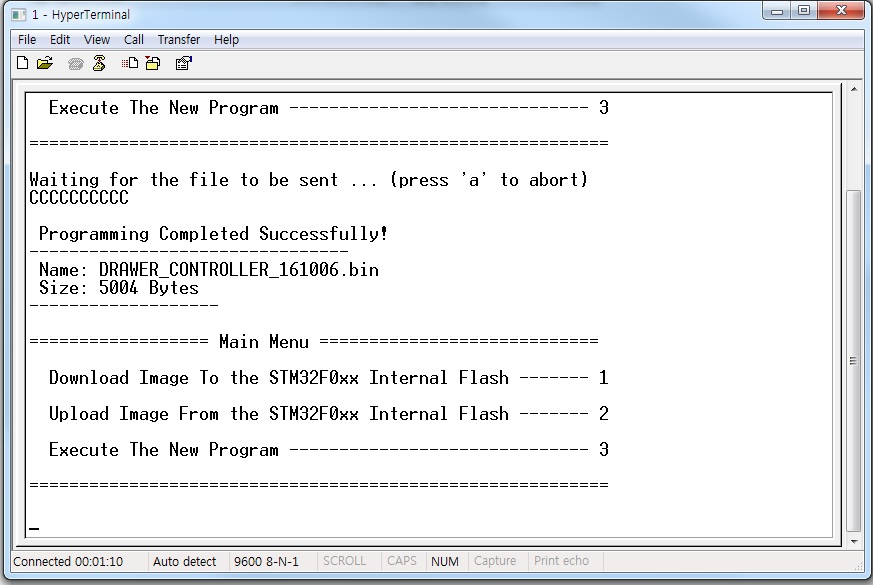 1 - HyperTerminal
File Edit View Call Transfer Help
Execute The New Program ------------------------------ 3
==========================================================
Waiting for the file to be sent ... (press 'a' to abort)
CCCCCCCCCC
Programming Completed Successfully!
--------------------------------
Name: DRAWER_CONTROLLER_161006.bin
Size: 5004 Bytes
-------------------
================== Main Menu ============================
Download Image To the STM32F0xx Internal Flash ------- 1
Upload Image From the STM32F0xx Internal Flash ------- 2
Execute The New Program ------------------------------ 3
==========================================================
_
Connected 00:01:10 Auto detect 9600 8-N-1 SCROLL CAPS NUM Capture Print echo